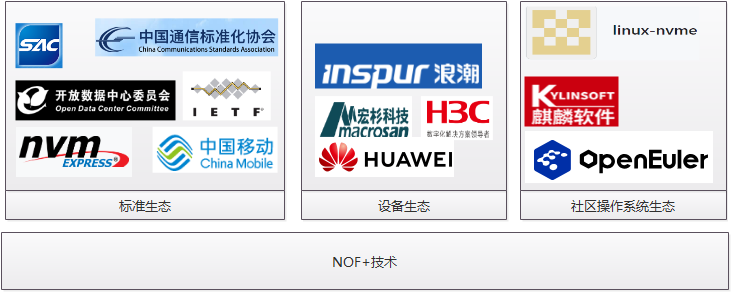 SAC
中国通信标准化协会
China Communications Standards Association
开放数据中心委员会
Open Data Center Committee
IETF®
nvm
EXPRESS®
中国移动
China Mobile
标准生态
inspur 浪潮
宏杉科技
macrosan
H3C
数字化解决方案领导者
HUAWEI
设备生态
linux-nvme
KYLINSOFT
麒麟软件
OpenEuler
社区操作系统生态
NOF+技术